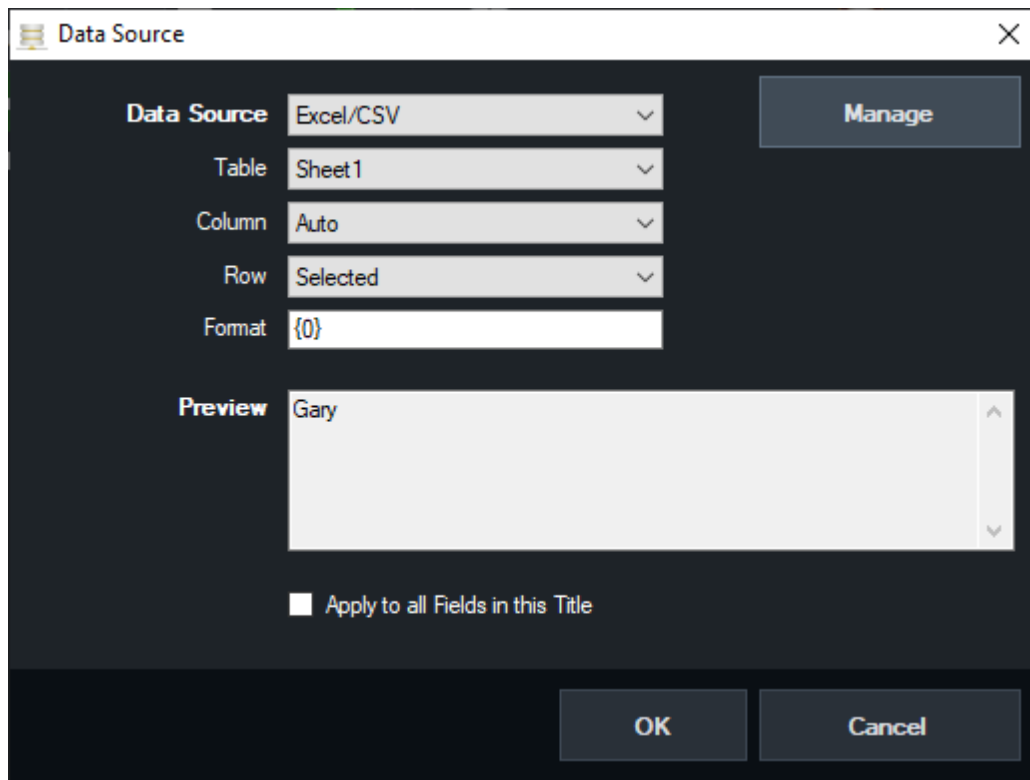 Data Source
Data Source Excel/CSV Manage
Table Sheet1
Column Auto
Row Selected
Format {0}
Preview Gary
Apply to all Fields in this Title
OK Cancel